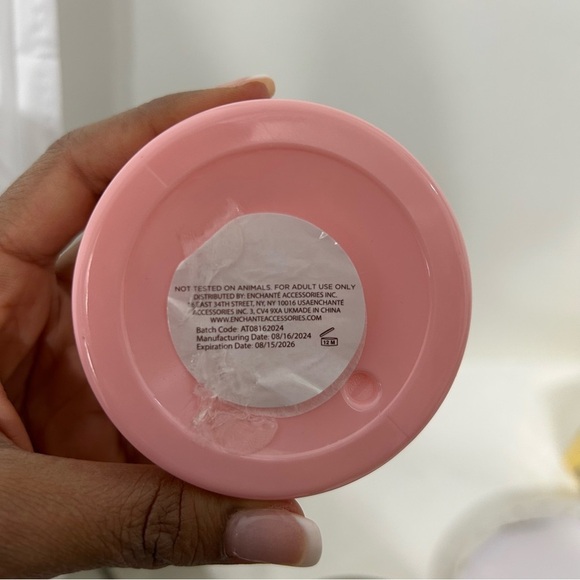 NOT TESTED ON ANIMALS. FOR ADULT USE ONLY
DISTRIBUTED BY: ENCHANTÉ ACCESSORIES INC.
EAST 34TH STREET, NY, NY 10016 USAENCHANTÉ
ACCESSORIES INC. 3, CV4 9XA UKMADE IN CHINA
WWW.ENCHANTEACCESSORIES.COM
Batch Code: AT08162024
Manufacturing Date: 08/16/2024
Expiration Date: 08/15/2026
12 M